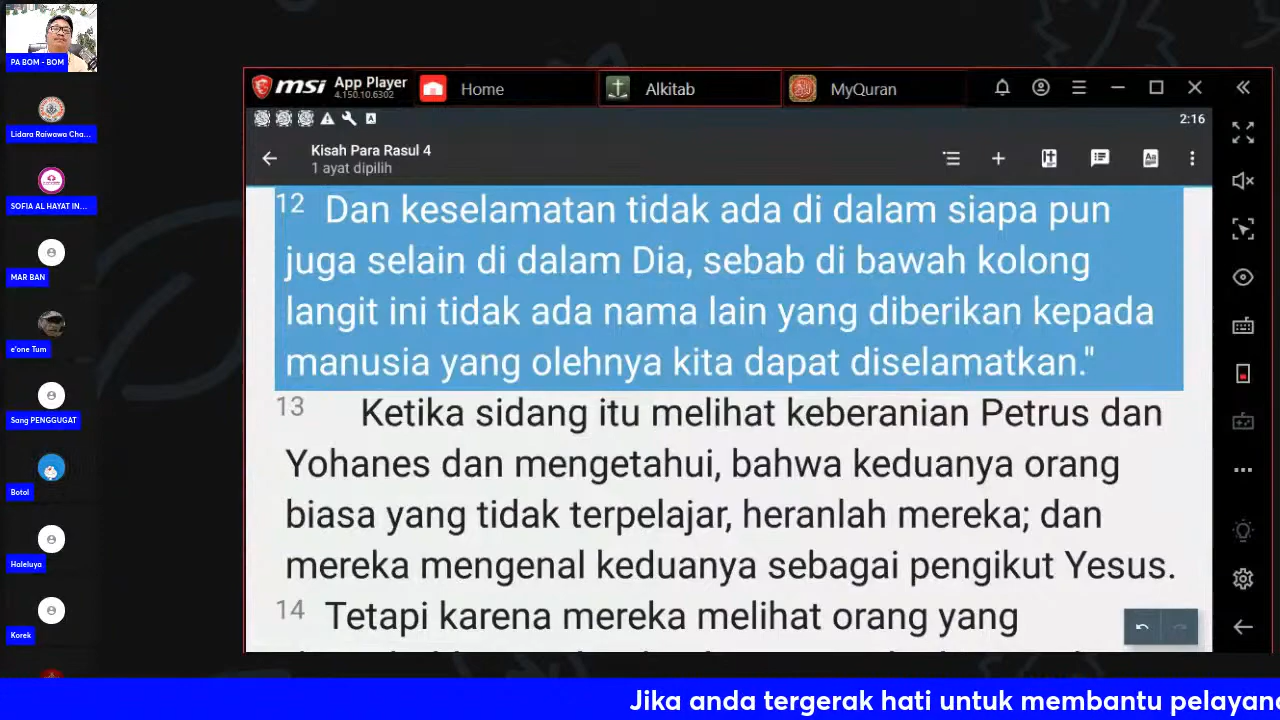 PA BOM - BOM
Lidara Raiwawa Cha...
SOFIA AL HAYAT IN...
MAR BAN
e'one Tum
Sang PENGGUGAT
Botol
Haleluya
Korek
msi App Player
4.150.10.6302
Home
Alkitab
MyQuran
2:16
Kisah Para Rasul 4
1 ayat dipilih
12 Dan keselamatan tidak ada di dalam siapa pun
juga selain di dalam Dia, sebab di bawah kolong
langit ini tidak ada nama lain yang diberikan kepada
manusia yang olehnya kita dapat diselamatkan."
13 Ketika sidang itu melihat keberanian Petrus dan
Yohanes dan mengetahui, bahwa keduanya orang
biasa yang tidak terpelajar, heranlah mereka; dan
mereka mengenal keduanya sebagai pengikut Yesus.
14 Tetapi karena mereka melihat orang yang
Jika anda tergerak hati untuk membantu pelayana